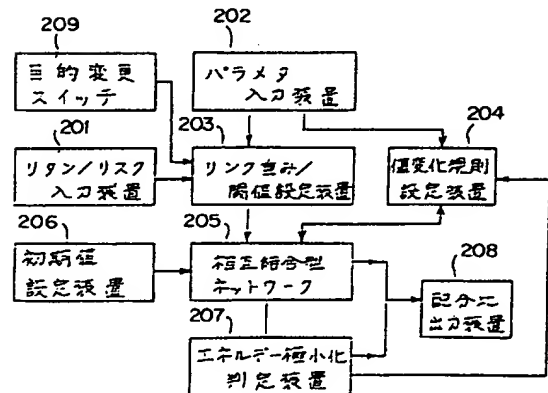 209
目的変更
スイッチ
202
パラメタ
入力装置
201
リタン/リスク
入力装置
203
リンク重み/
閾値設定装置
204
値変化規則
設定装置
206
初期値
設定装置
205
相互結合型
ネットワーク
208
配分比
出力装置
207
エネルギー極小化
判定装置